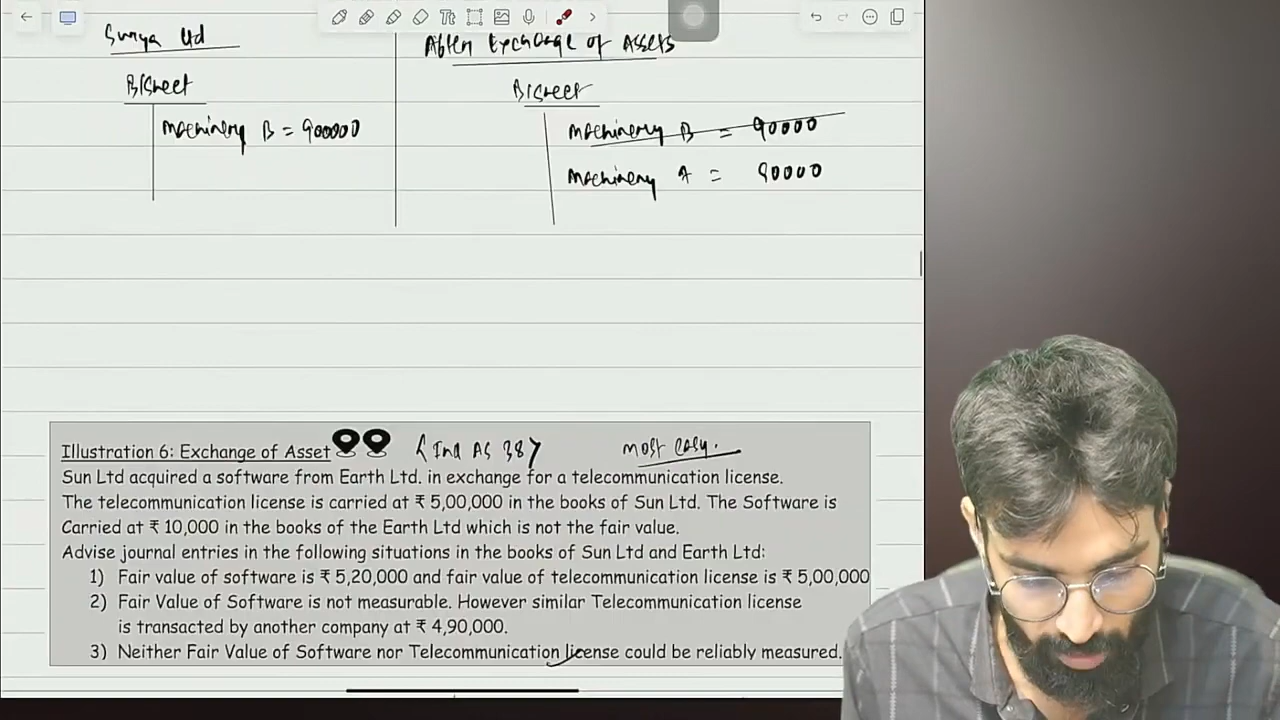 Surya Ltd
After Exchange of Assets
B/Sheet
B/Sheet
Machinery B = 900000
Machinery B = 90000
Machinery A = 90000
Illustration 6: Exchange of Asset (Ind AS 38) most easy.
Sun Ltd acquired a software from Earth Ltd. in exchange for a telecommunication license.
The telecommunication license is carried at ₹ 5,00,000 in the books of Sun Ltd. The Software is
Carried at ₹ 10,000 in the books of the Earth Ltd which is not the fair value.
Advise journal entries in the following situations in the books of Sun Ltd and Earth Ltd:
1) Fair value of software is ₹ 5,20,000 and fair value of telecommunication license is ₹ 5,00,000
2) Fair Value of Software is not measurable. However similar Telecommunication license
is transacted by another company at ₹ 4,90,000.
3) Neither Fair Value of Software nor Telecommunication license could be reliably measured.